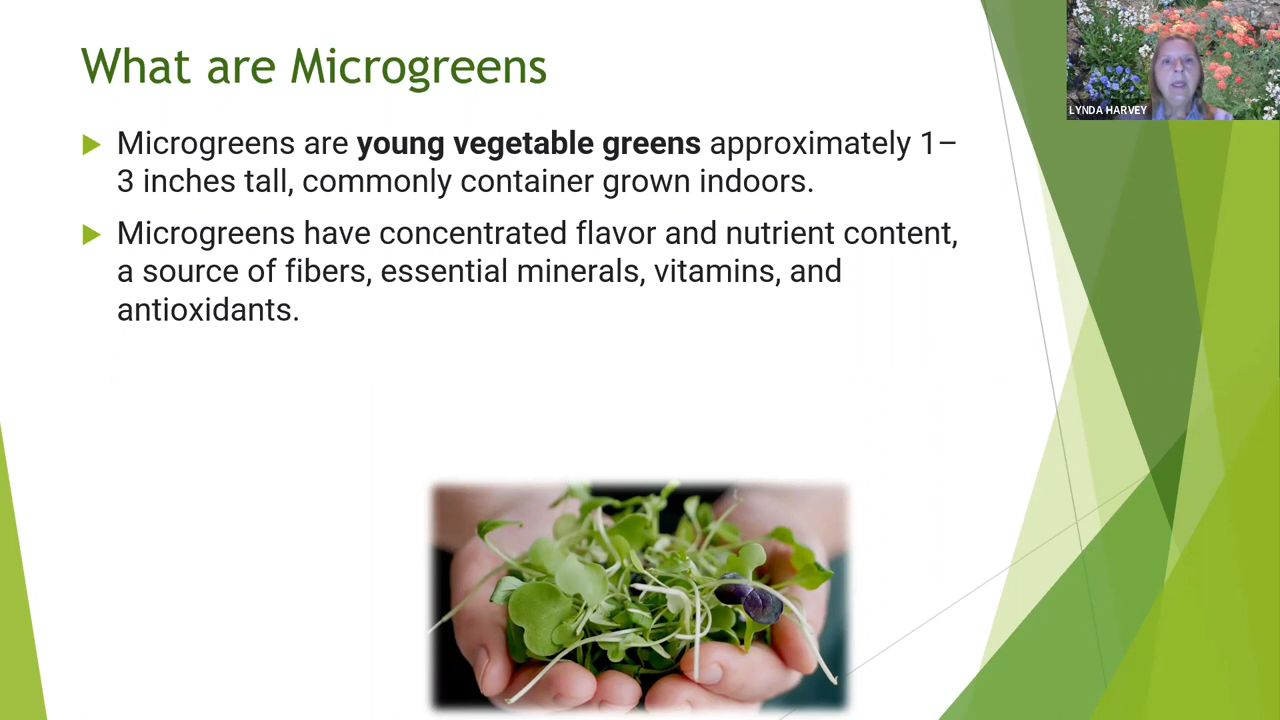 What are Microgreens
LYNDA HARVEY
Microgreens are young vegetable greens approximately 1–
3 inches tall, commonly container grown indoors.
Microgreens have concentrated flavor and nutrient content,
a source of fibers, essential minerals, vitamins, and
antioxidants.